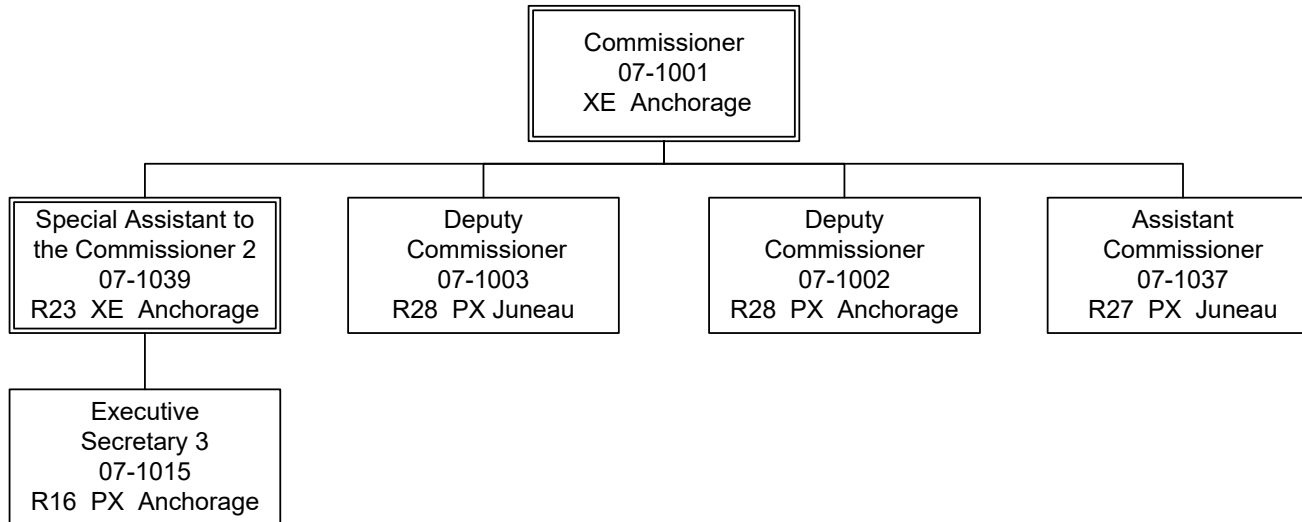 Commissioner
07-1001
XE Anchorage
Special Assistant to
the Commissioner 2
07-1039
R23 XE Anchorage
Deputy
Commissioner
07-1003
R28 PX Juneau
Deputy
Commissioner
07-1002
R28 PX Anchorage
Assistant
Commissioner
07-1037
R27 PX Juneau
Executive
Secretary 3
07-1015
R16 PX Anchorage